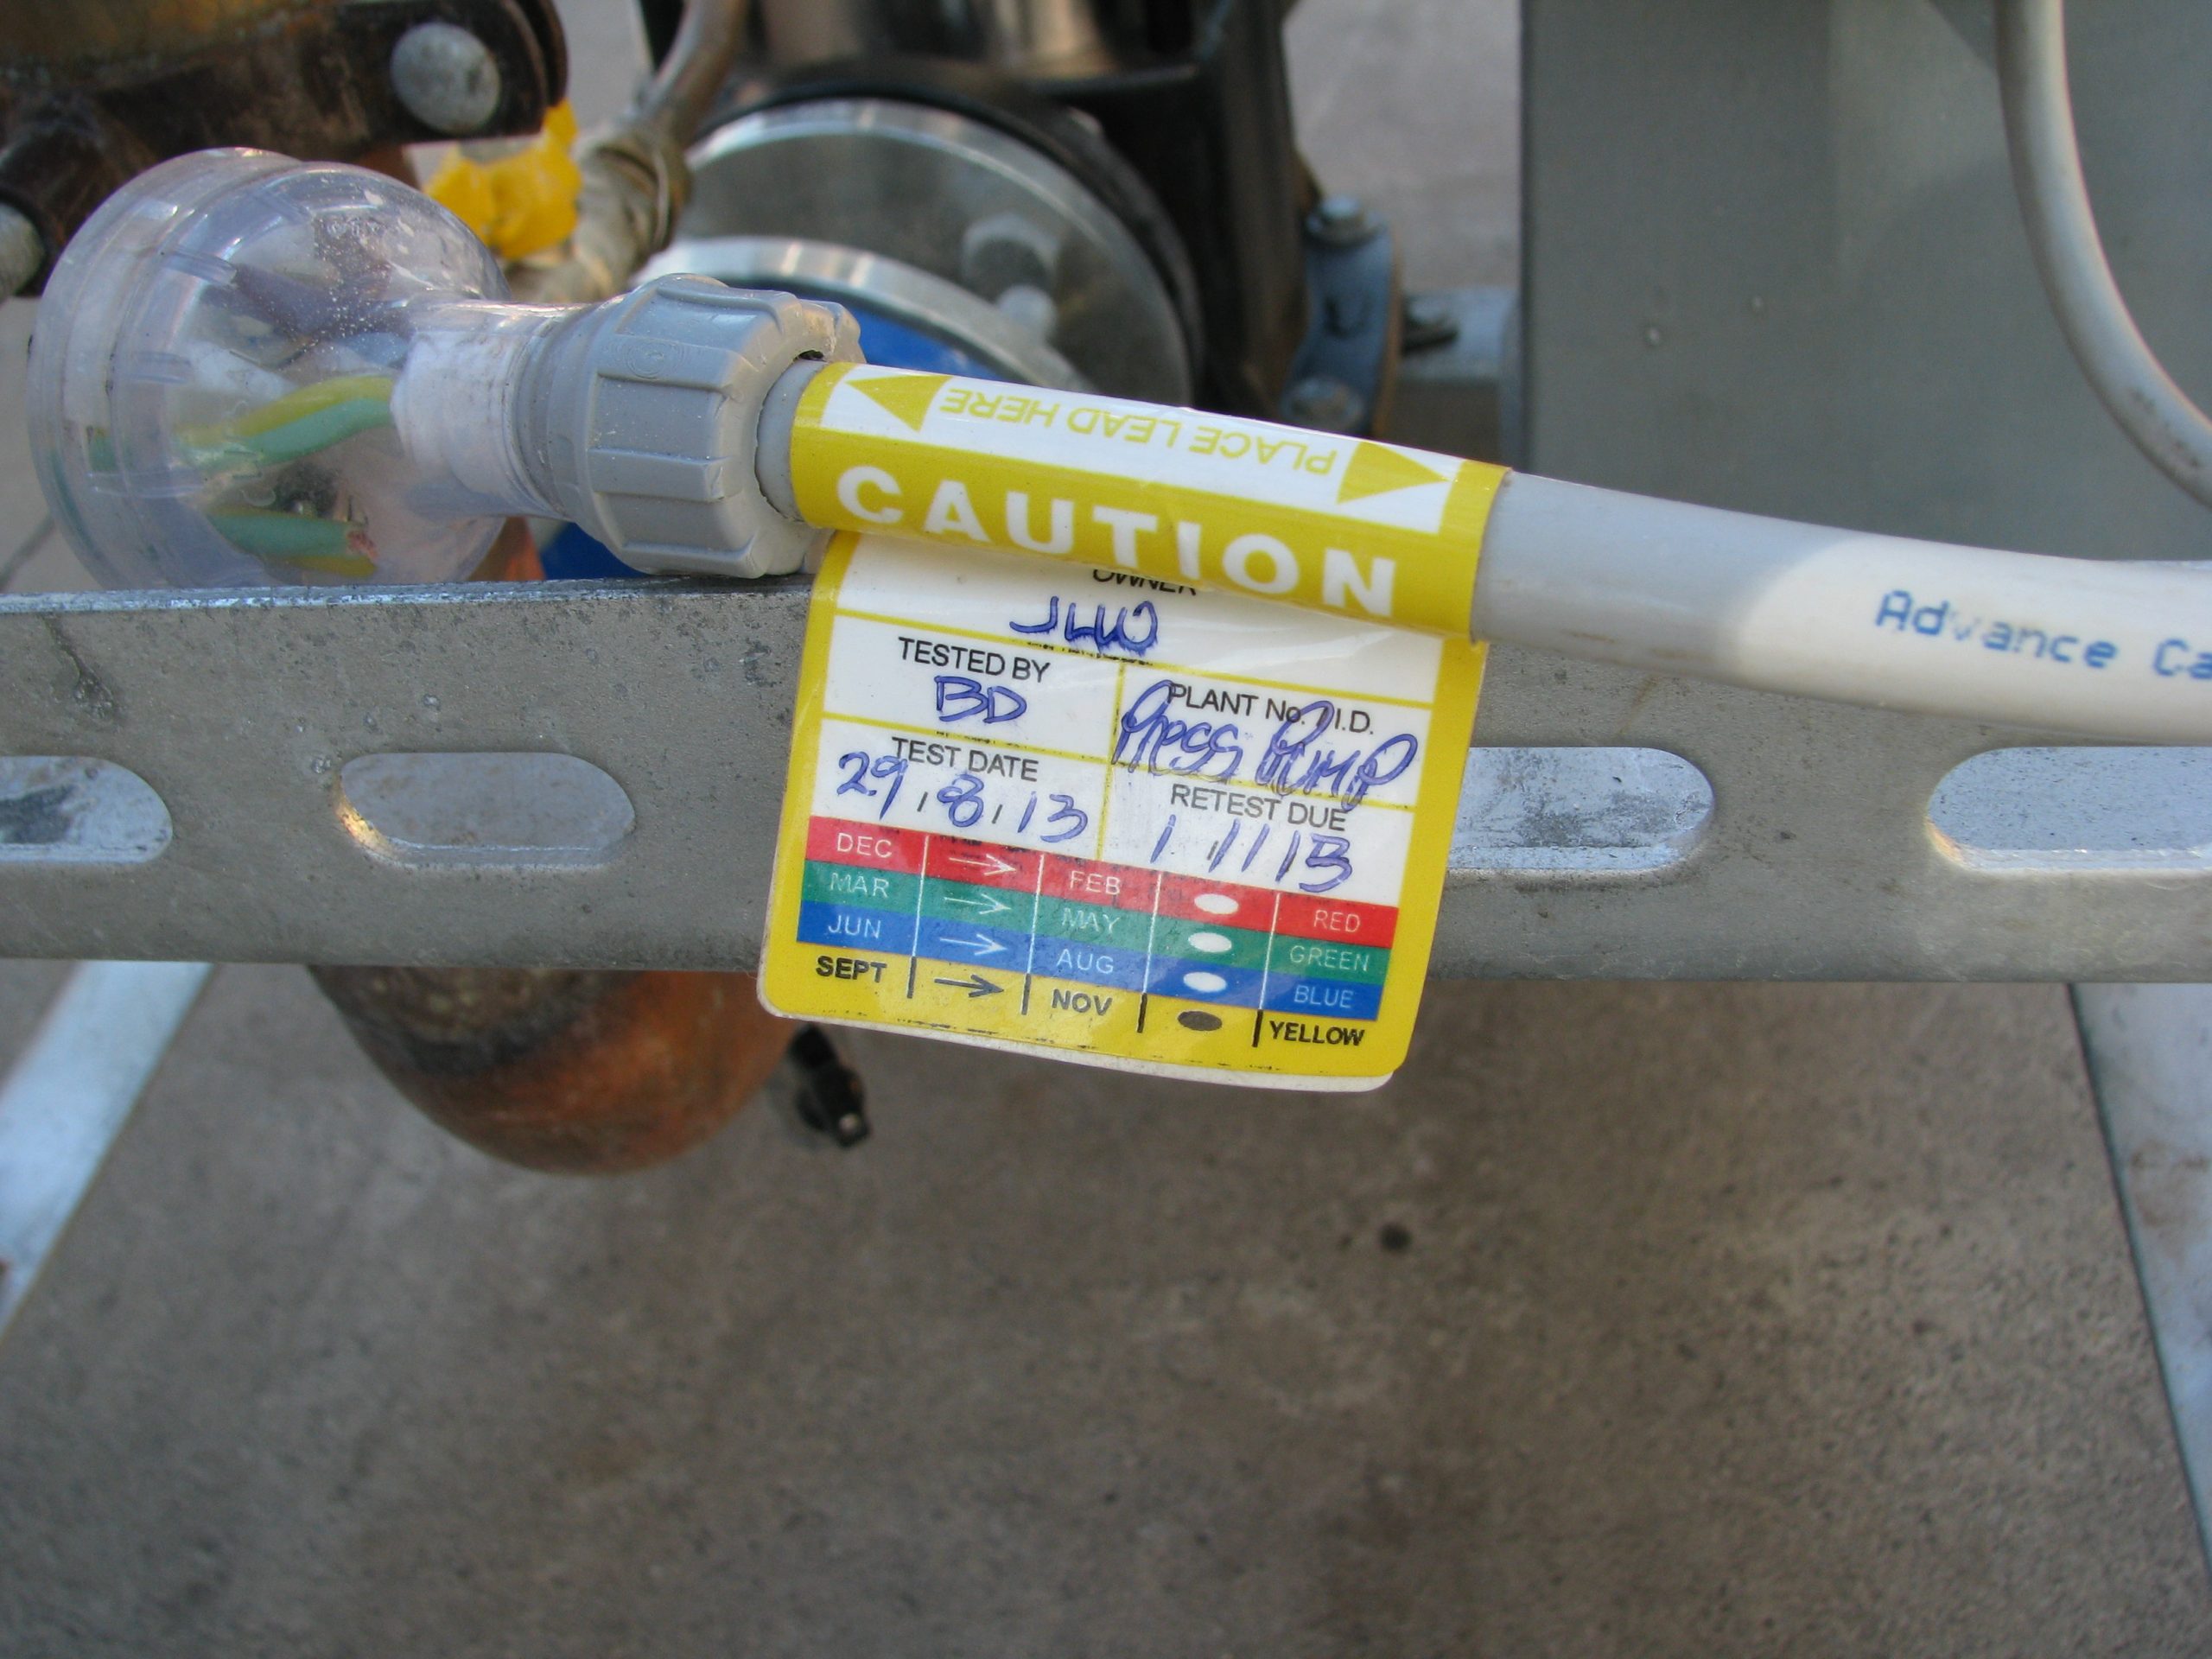 PLACE LEAD HERE
CAUTION
Advance Ca
OWNER
JLW
TESTED BY
BD
PLANT No. / I.D.
PRESS PUMP
TEST DATE
29 / 8 / 13
RETEST DUE
1 / 11 / 13
DEC → FEB RED
MAR → MAY GREEN
JUN → AUG BLUE
SEPT → NOV YELLOW